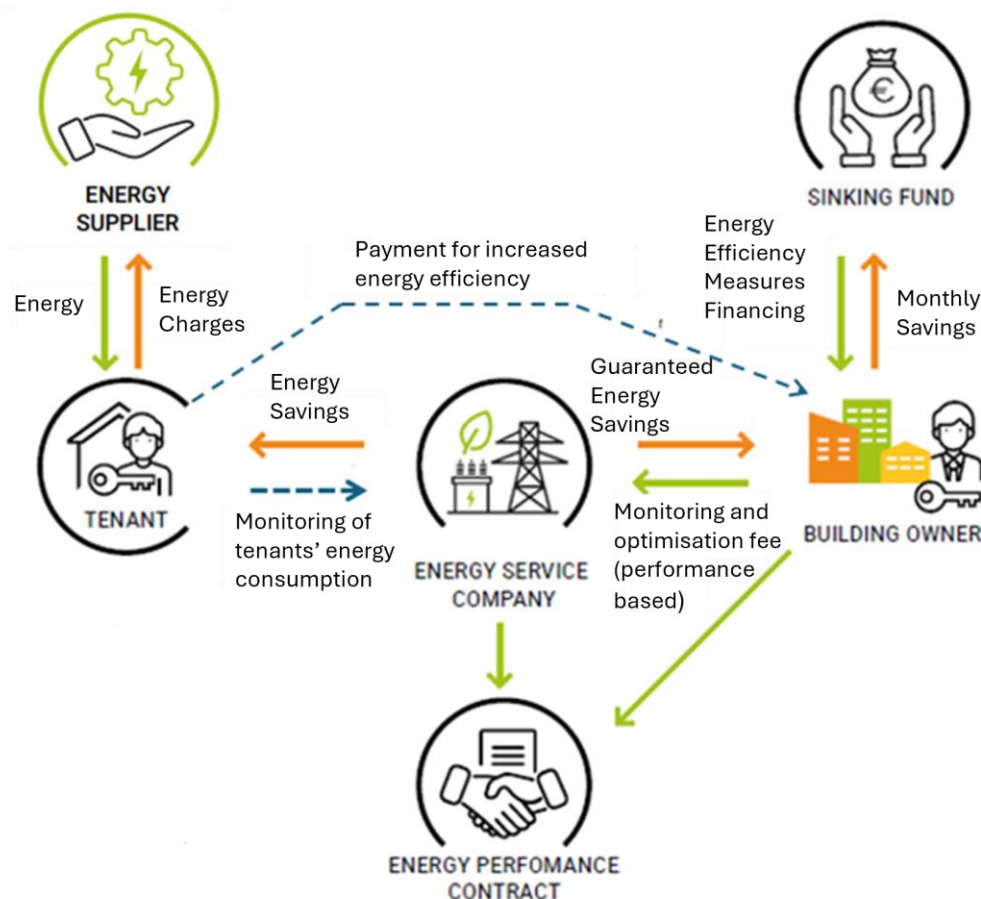 €
ENERGY
SUPPLIER
SINKING FUND
Energy
Energy
Charges
Payment for increased
energy efficiency
Energy
Efficiency
Measures
Financing
Monthly
Savings
Energy
Savings
Guaranteed
Energy
Savings
TENANT
Monitoring of
tenants’ energy
consumption
ENERGY SERVICE
COMPANY
Monitoring and
optimisation fee
(performance
based)
BUILDING OWNER
ENERGY PERFOMANCE
CONTRACT